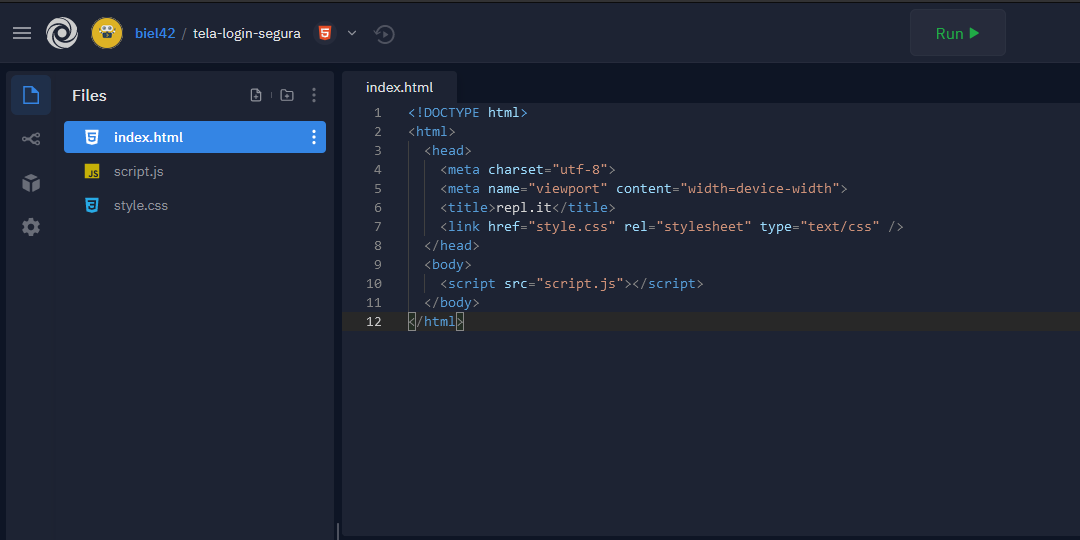 biel42 / tela-login-segura
Run
Files
index.html
script.js
JS
style.css
index.html
1 <!DOCTYPE html>
2 <html>
3 <head>
4 <meta charset="utf-8">
5 <meta name="viewport" content="width=device-width">
6 <title>repl.it</title>
7 <link href="style.css" rel="stylesheet" type="text/css" />
8 </head>
9 <body>
10 <script src="script.js"></script>
11 </body>
12 </html>